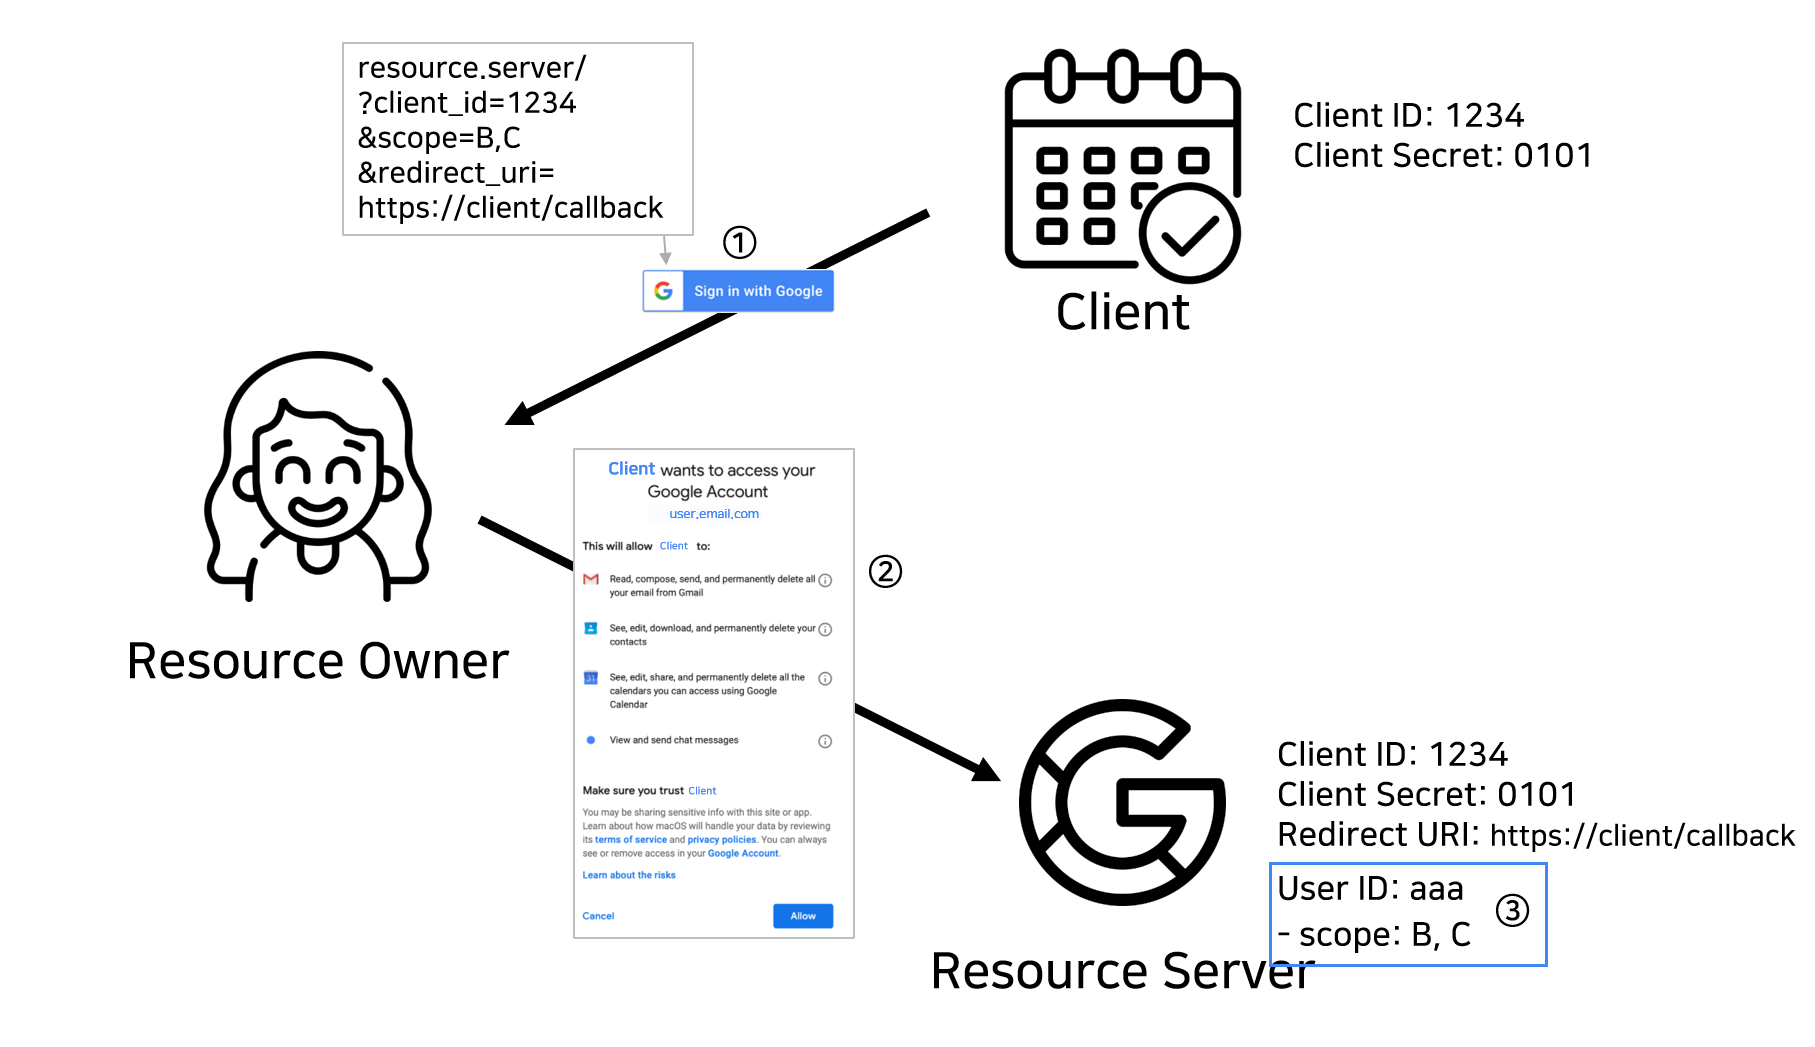 resource.server/
?client_id=1234
&scope=B,C
&redirect_uri=
https://client/callback
①
Sign in with Google
Client ID: 1234
Client Secret: 0101
Client
Resource Owner
Client wants to access your
Google Account
user.email.com
This will allow Client to:
Read, compose, send, and permanently delete all
your email from Gmail
See, edit, download, and permanently delete your
contacts
31
See, edit, share, and permanently delete all the
calendars you can access using Google
Calendar
View and send chat messages
Make sure you trust Client
You may be sharing sensitive info with this site or app.
Learn about how macOS will handle your data by reviewing
its terms of service and privacy policies. You can always
see or remove access in your Google Account.
Learn about the risks
Cancel
Allow
②
Client ID: 1234
Client Secret: 0101
Redirect URI: https://client/callback
User ID: aaa
- scope: B, C
③
Resource Server